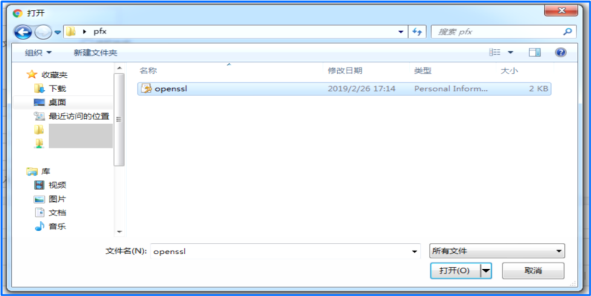 打开
pfx
搜索 pfx
组织
新建文件夹
收藏夹
下载
桌面
最近访问的位置
库
视频
图片
文档
音乐
名称
修改日期
类型
大小
openssl
2019/2/26 17:14
Personal Inform...
2 KB
文件名(N):
openssl
所有文件
打开(O)
取消